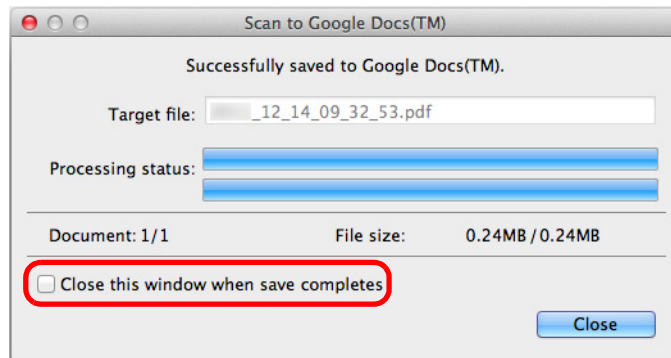 Scan to Google Docs(TM)
Successfully saved to Google Docs(TM).
Target file: _12_14_09_32_53.pdf
Processing status:
Document: 1/1 File size: 0.24MB / 0.24MB
Close this window when save completes
Close